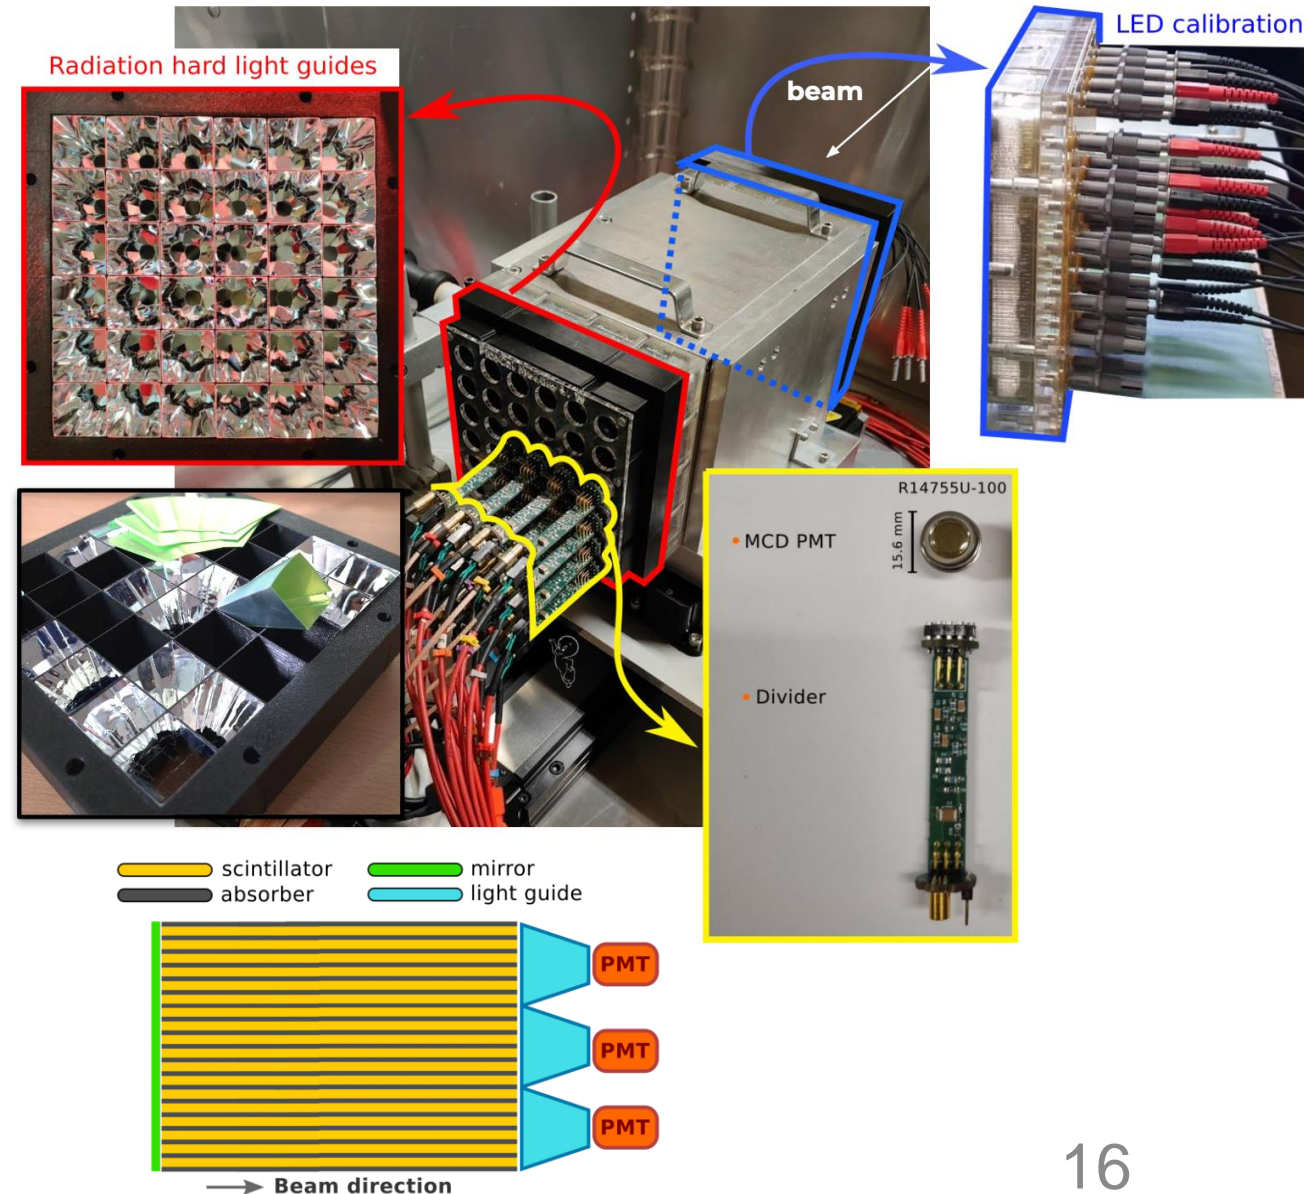 Radiation hard light guides
beam
LED calibration
R14755U-100
15.6 mm
• MCD PMT
• Divider
scintillator
mirror
absorber
light guide
PMT
PMT
PMT
Beam direction
16